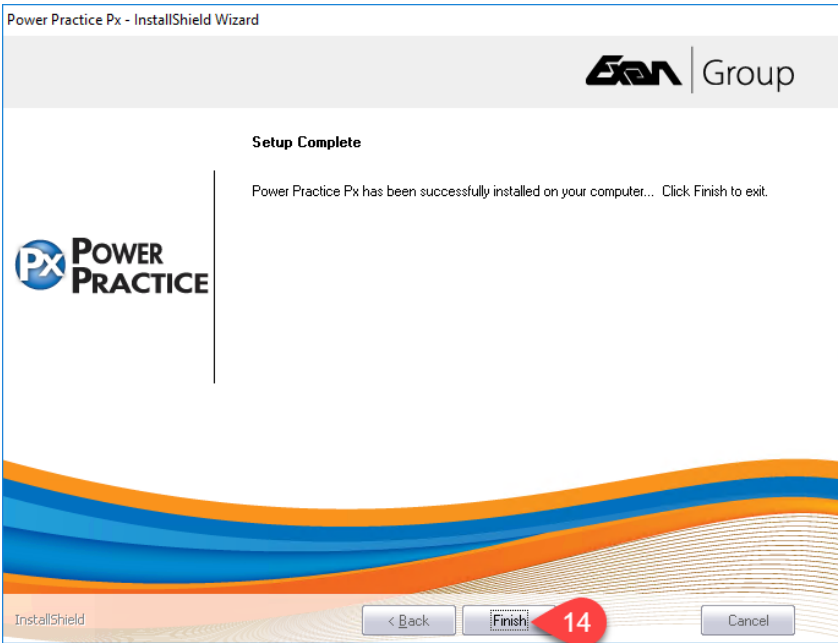 Power Practice Px - InstallShield Wizard
Exan Group
Setup Complete
Power Practice Px has been successfully installed on your computer... Click Finish to exit.
Px POWER
PRACTICE
InstallShield
< Back
Finish
14
Cancel